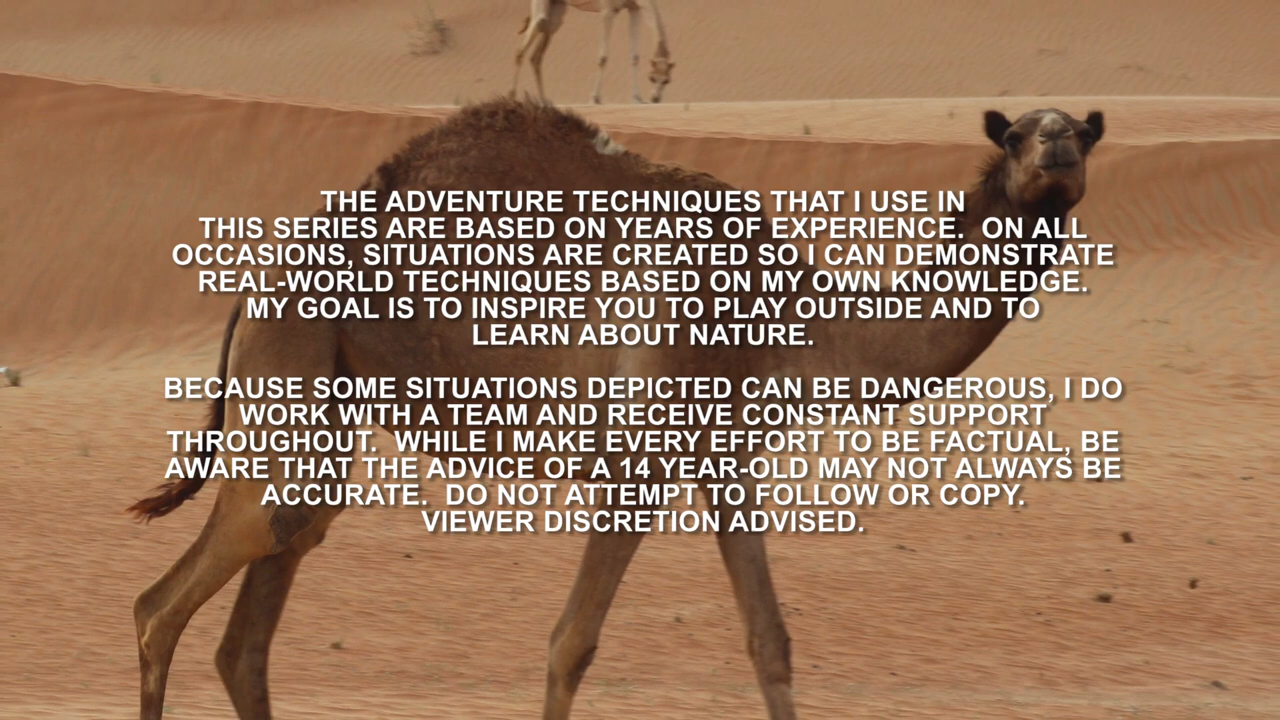 THE ADVENTURE TECHNIQUES THAT I USE IN
THIS SERIES ARE BASED ON YEARS OF EXPERIENCE.  ON ALL
OCCASIONS, SITUATIONS ARE CREATED SO I CAN DEMONSTRATE
REAL-WORLD TECHNIQUES BASED ON MY OWN KNOWLEDGE.
MY GOAL IS TO INSPIRE YOU TO PLAY OUTSIDE AND TO
LEARN ABOUT NATURE.
BECAUSE SOME SITUATIONS DEPICTED CAN BE DANGEROUS, I DO
WORK WITH A TEAM AND RECEIVE CONSTANT SUPPORT
THROUGHOUT.  WHILE I MAKE EVERY EFFORT TO BE FACTUAL, BE
AWARE THAT THE ADVICE OF A 14 YEAR-OLD MAY NOT ALWAYS BE
ACCURATE.  DO NOT ATTEMPT TO FOLLOW OR COPY.
VIEWER DISCRETION ADVISED.